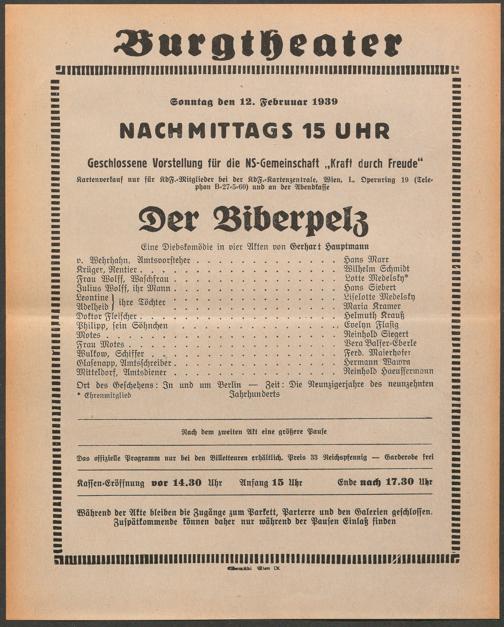 Burgtheater
Sonntag den 12. Februar 1939
NACHMITTAGS 15 UHR
Geschlossene Vorstellung für die NS-Gemeinschaft „Kraft durch Freude“
Kartenverkauf nur für KdF.-Mitglieder bei der KdF.-Kartenzentrale, Wien, I., Opernring 19 (Tele-
phon B-27-5-60) und an der Abendkasse
Der Biberpelz
Eine Diebskomödie in vier Akten von Gerhart Hauptmann
v. Wehrhahn, Amtsvorsteher . . . . . . . . . . Hans Marr
Krüger, Rentier . . . . . . . . . . Wilhelm Schmidt
Frau Wolff, Waschfrau . . . . . . . . . . Lotte Medelsky*
Julius Wolff, ihr Mann . . . . . . . . . . Hans Siebert
Leontine } ihre Töchter . . . . . . . . . . Liselotte Medelsky
Adelheid } . . . . . . . . . . Maria Kramer
Doktor Fleischer . . . . . . . . . . Helmuth Krauß
Philipp, sein Söhnchen . . . . . . . . . . Evelyn Flasig
Motes . . . . . . . . . . Reinhold Siegert
Frau Motes . . . . . . . . . . Vera Balser-Eberle
Wulkow, Schiffer . . . . . . . . . . Ferd. Maierhofer
Glasenapp, Amtsschreiber . . . . . . . . . . Hermann Wawra
Mitteldorf, Amtsdiener . . . . . . . . . . Reinhold Haeussermann
Ort des Geschehens: In und um Berlin — Zeit: Die Neunzigerjahre des neunzehnten
* Ehrenmitglied Jahrhunderts
Nach dem zweiten Akt eine größere Pause
Das offizielle Programm nur bei den Billetteuren erhältlich. Preis 33 Reichspfennig — Garderobe frei
Kassen-Eröffnung vor 14.30 Uhr Anfang 15 Uhr Ende nach 17.30 Uhr
Während der Akte bleiben die Zugänge zum Parkett, Parterre und den Galerien geschlossen.
Zuspätkommende können daher nur während der Pausen Einlaß finden
Elbemühl Wien IX